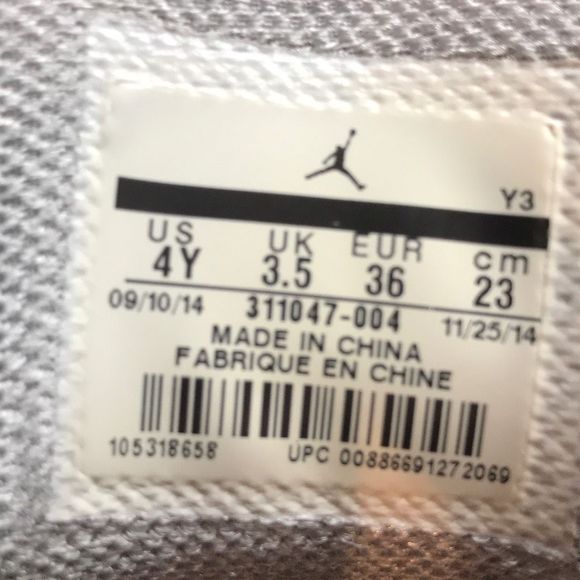 Y3
US UK EUR cm
4Y 3.5 36 23
09/10/14 311047-004 11/25/14
MADE IN CHINA
FABRIQUE EN CHINE
105318658 UPC 00886691272069